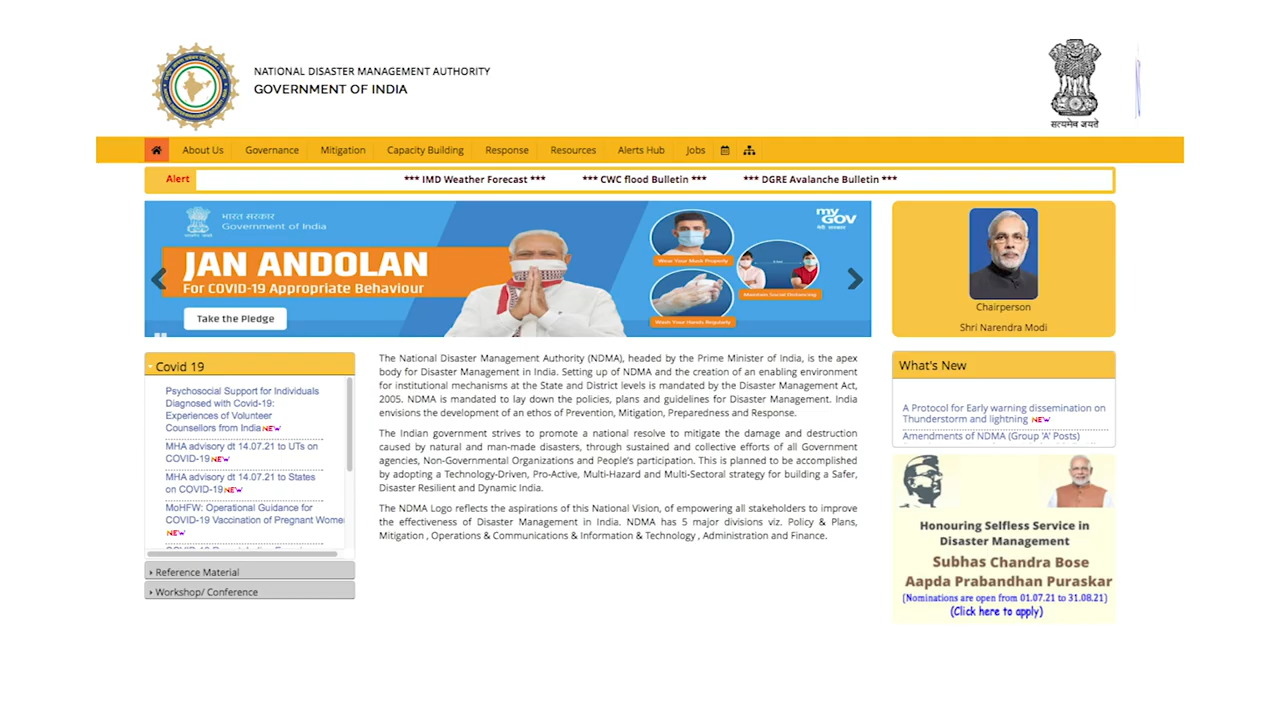 NATIONAL DISASTER MANAGEMENT AUTHORITY
GOVERNMENT OF INDIA
सत्यमेव जयते
About Us Governance Mitigation Capacity Building Response Resources Alerts Hub Jobs
Alert
*** IMD Weather Forecast *** *** CWC flood Bulletin *** *** DGRE Avalanche Bulletin ***
भारत सरकार
Government of India
JAN ANDOLAN
For COVID-19 Appropriate Behaviour
Take the Pledge
Wear Your Mask Properly
Maintain Social Distancing
Wash Your Hands Regularly
my
GOV
मेरी सरकार
Chairperson
Shri Narendra Modi
Covid 19
Psychosocial Support for Individuals
Diagnosed with Covid-19:
Experiences of Volunteer
Counsellors from India NEW
MHA advisory dt 14.07.21 to UTs on
COVID-19 NEW
MHA advisory dt 14.07.21 to States
on COVID-19 NEW
MoHFW: Operational Guidance for
COVID-19 Vaccination of Pregnant Wome
NEW
Reference Material
Workshop/ Conference
The National Disaster Management Authority (NDMA), headed by the Prime Minister of India, is the apex
body for Disaster Management in India. Setting up of NDMA and the creation of an enabling environment
for institutional mechanisms at the State and District levels is mandated by the Disaster Management Act,
2005. NDMA is mandated to lay down the policies, plans and guidelines for Disaster Management. India
envisions the development of an ethos of Prevention, Mitigation, Preparedness and Response.
The Indian government strives to promote a national resolve to mitigate the damage and destruction
caused by natural and man-made disasters, through sustained and collective efforts of all Government
agencies, Non-Governmental Organizations and People's participation. This is planned to be accomplished
by adopting a Technology-Driven, Pro-Active, Multi-Hazard and Multi-Sectoral strategy for building a Safer,
Disaster Resilient and Dynamic India.
The NDMA Logo reflects the aspirations of this National Vision, of empowering all stakeholders to improve
the effectiveness of Disaster Management in India. NDMA has 5 major divisions viz. Policy & Plans,
Mitigation , Operations & Communications & Information & Technology , Administration and Finance.
What's New
A Protocol for Early warning dissemination on
Thunderstorm and lightning NEW
Amendments of NDMA (Group 'A' Posts)
Honouring Selfless Service in
Disaster Management
Subhas Chandra Bose
Aapda Prabandhan Puraskar
(Nominations are open from 01.07.21 to 31.08.21)
(Click here to apply)